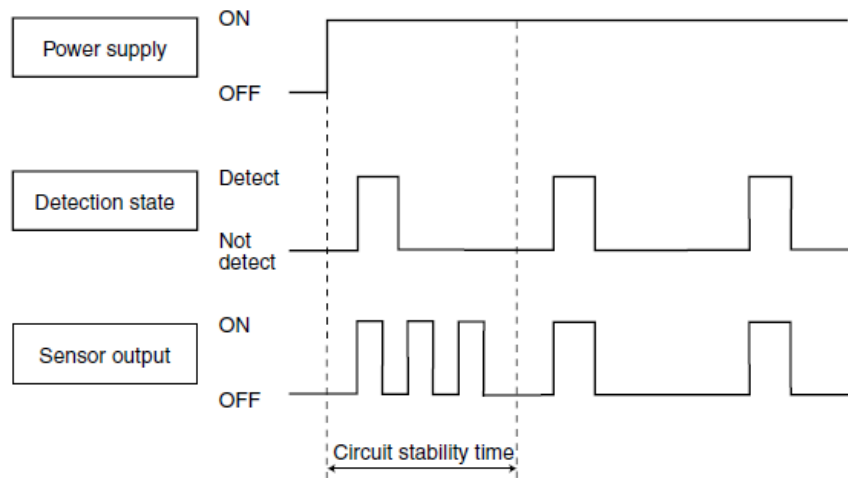 Power supply
ON
OFF
Detection state
Detect
Not
detect
Sensor output
ON
OFF
Circuit stability time